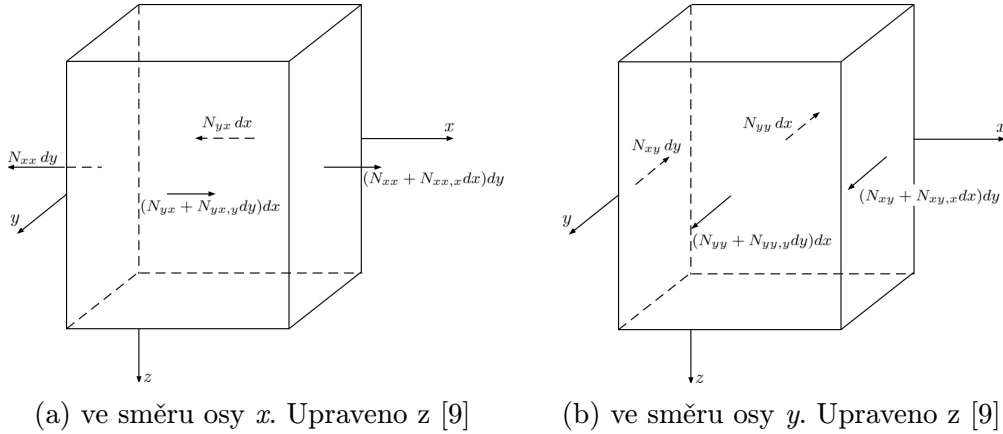 N_{yx} dx
x
N_{xx} dy
(N_{xx} + N_{xx,x}dx)dy
(N_{yx} + N_{yx,y}dy)dx
y
z
(a) ve směru osy x. Upraveno z [9]
N_{yy} dx
x
N_{xy} dy
(N_{xy} + N_{xy,x}dx)dy
y
(N_{yy} + N_{yy,y}dy)dx
z
(b) ve směru osy y. Upraveno z [9]